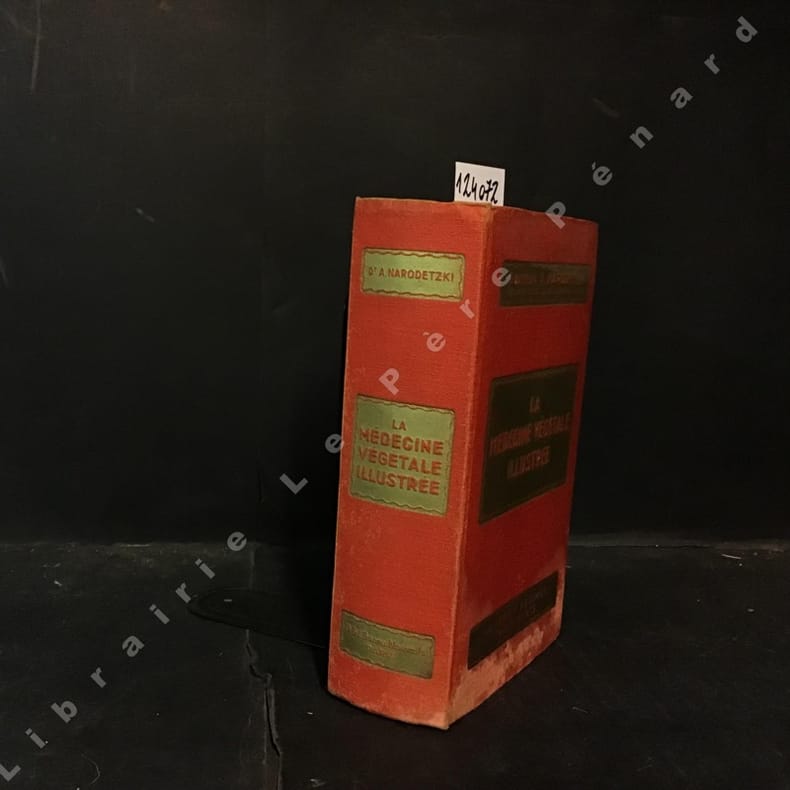 124072
Dr A. NARODETZKI
LA
MÉDECINE
VÉGÉTALE
ILLUSTRÉE
LA
MÉDECINE VÉGÉTALE
ILLUSTRÉE
Librairie Le Père Pénard